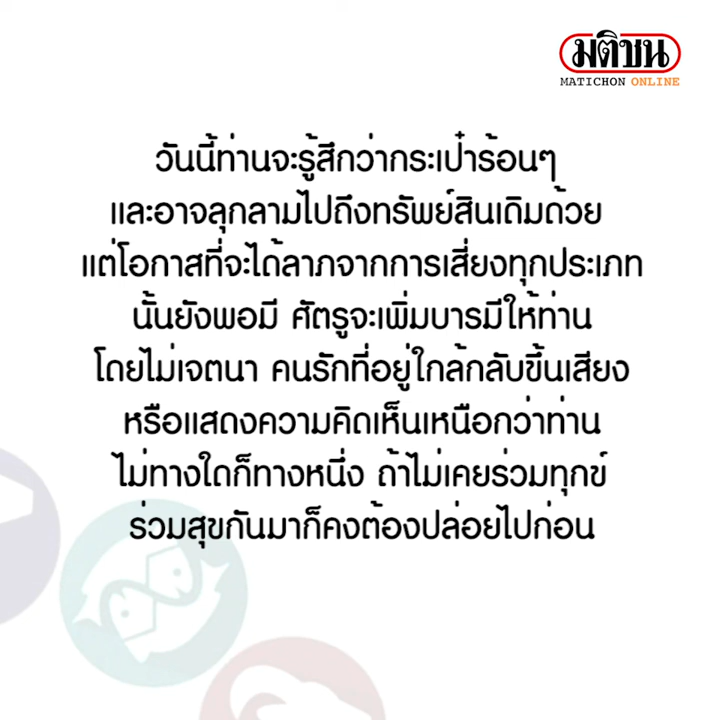 มติชน
MATICHON ONLINE
วันนี้ท่านจะรู้สึกว่ากระเป๋าร้อนๆ
และอาจลุกลามไปถึงทรัพย์สินเดิมด้วย
แต่โอกาสที่จะได้ลาภจากการเสี่ยงทุกประเภท
นั้นยังพอมี ศัตรูจะเพิ่มบารมีให้ท่าน
โดยไม่เจตนา คนรักที่อยู่ใกล้กลับขึ้นเสียง
หรือแสดงความคิดเห็นเหนือกว่าท่าน
ไม่ทางใดก็ทางหนึ่ง ถ้าไม่เคยร่วมทุกข์
ร่วมสุขกันมาก็คงต้องปล่อยไปก่อน